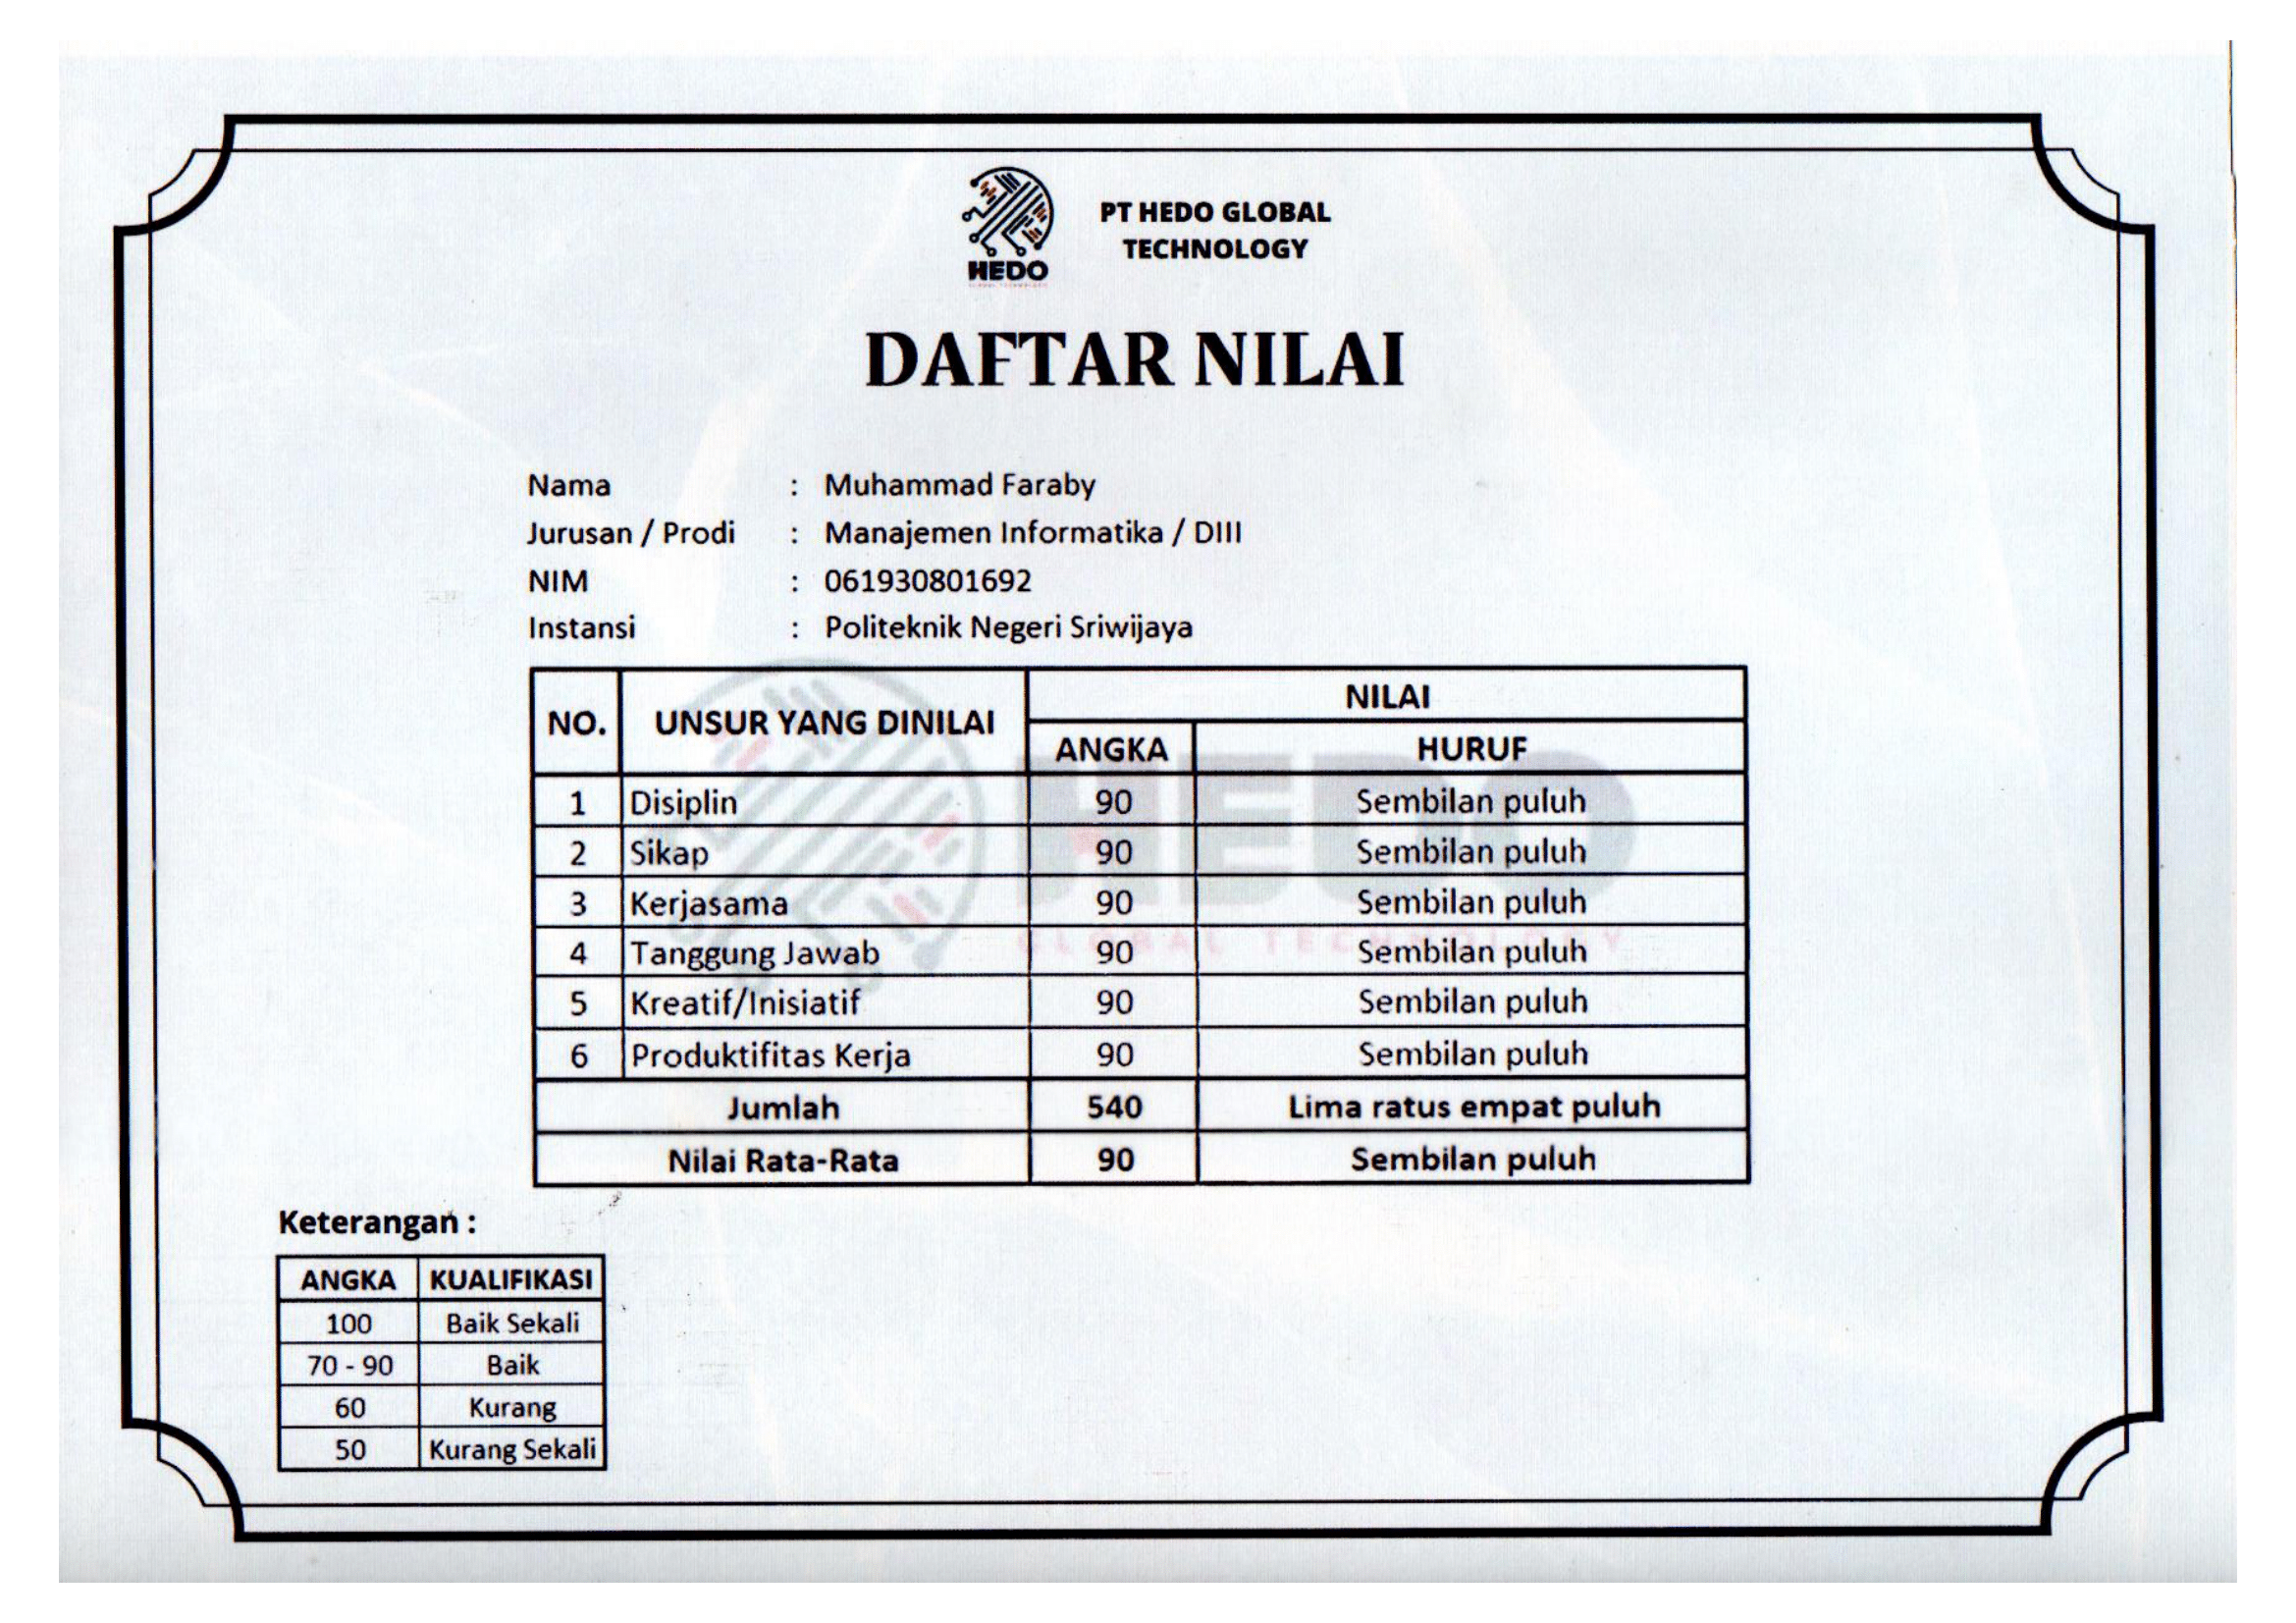 HEDO
GLOBAL TECHNOLOGY
PT HEDO GLOBAL
TECHNOLOGY
DAFTAR NILAI
Nama : Muhammad Faraby
Jurusan / Prodi : Manajemen Informatika / DIII
NIM : 061930801692
Instansi : Politeknik Negeri Sriwijaya
HEDO
GLOBAL TECHNOLOGY
NO. UNSUR YANG DINILAI NILAI
ANGKA HURUF
1 Disiplin 90 Sembilan puluh
2 Sikap 90 Sembilan puluh
3 Kerjasama 90 Sembilan puluh
4 Tanggung Jawab 90 Sembilan puluh
5 Kreatif/Inisiatif 90 Sembilan puluh
6 Produktifitas Kerja 90 Sembilan puluh
Jumlah 540 Lima ratus empat puluh
Nilai Rata-Rata 90 Sembilan puluh
Keterangan :
ANGKA KUALIFIKASI
100 Baik Sekali
70 - 90 Baik
60 Kurang
50 Kurang Sekali